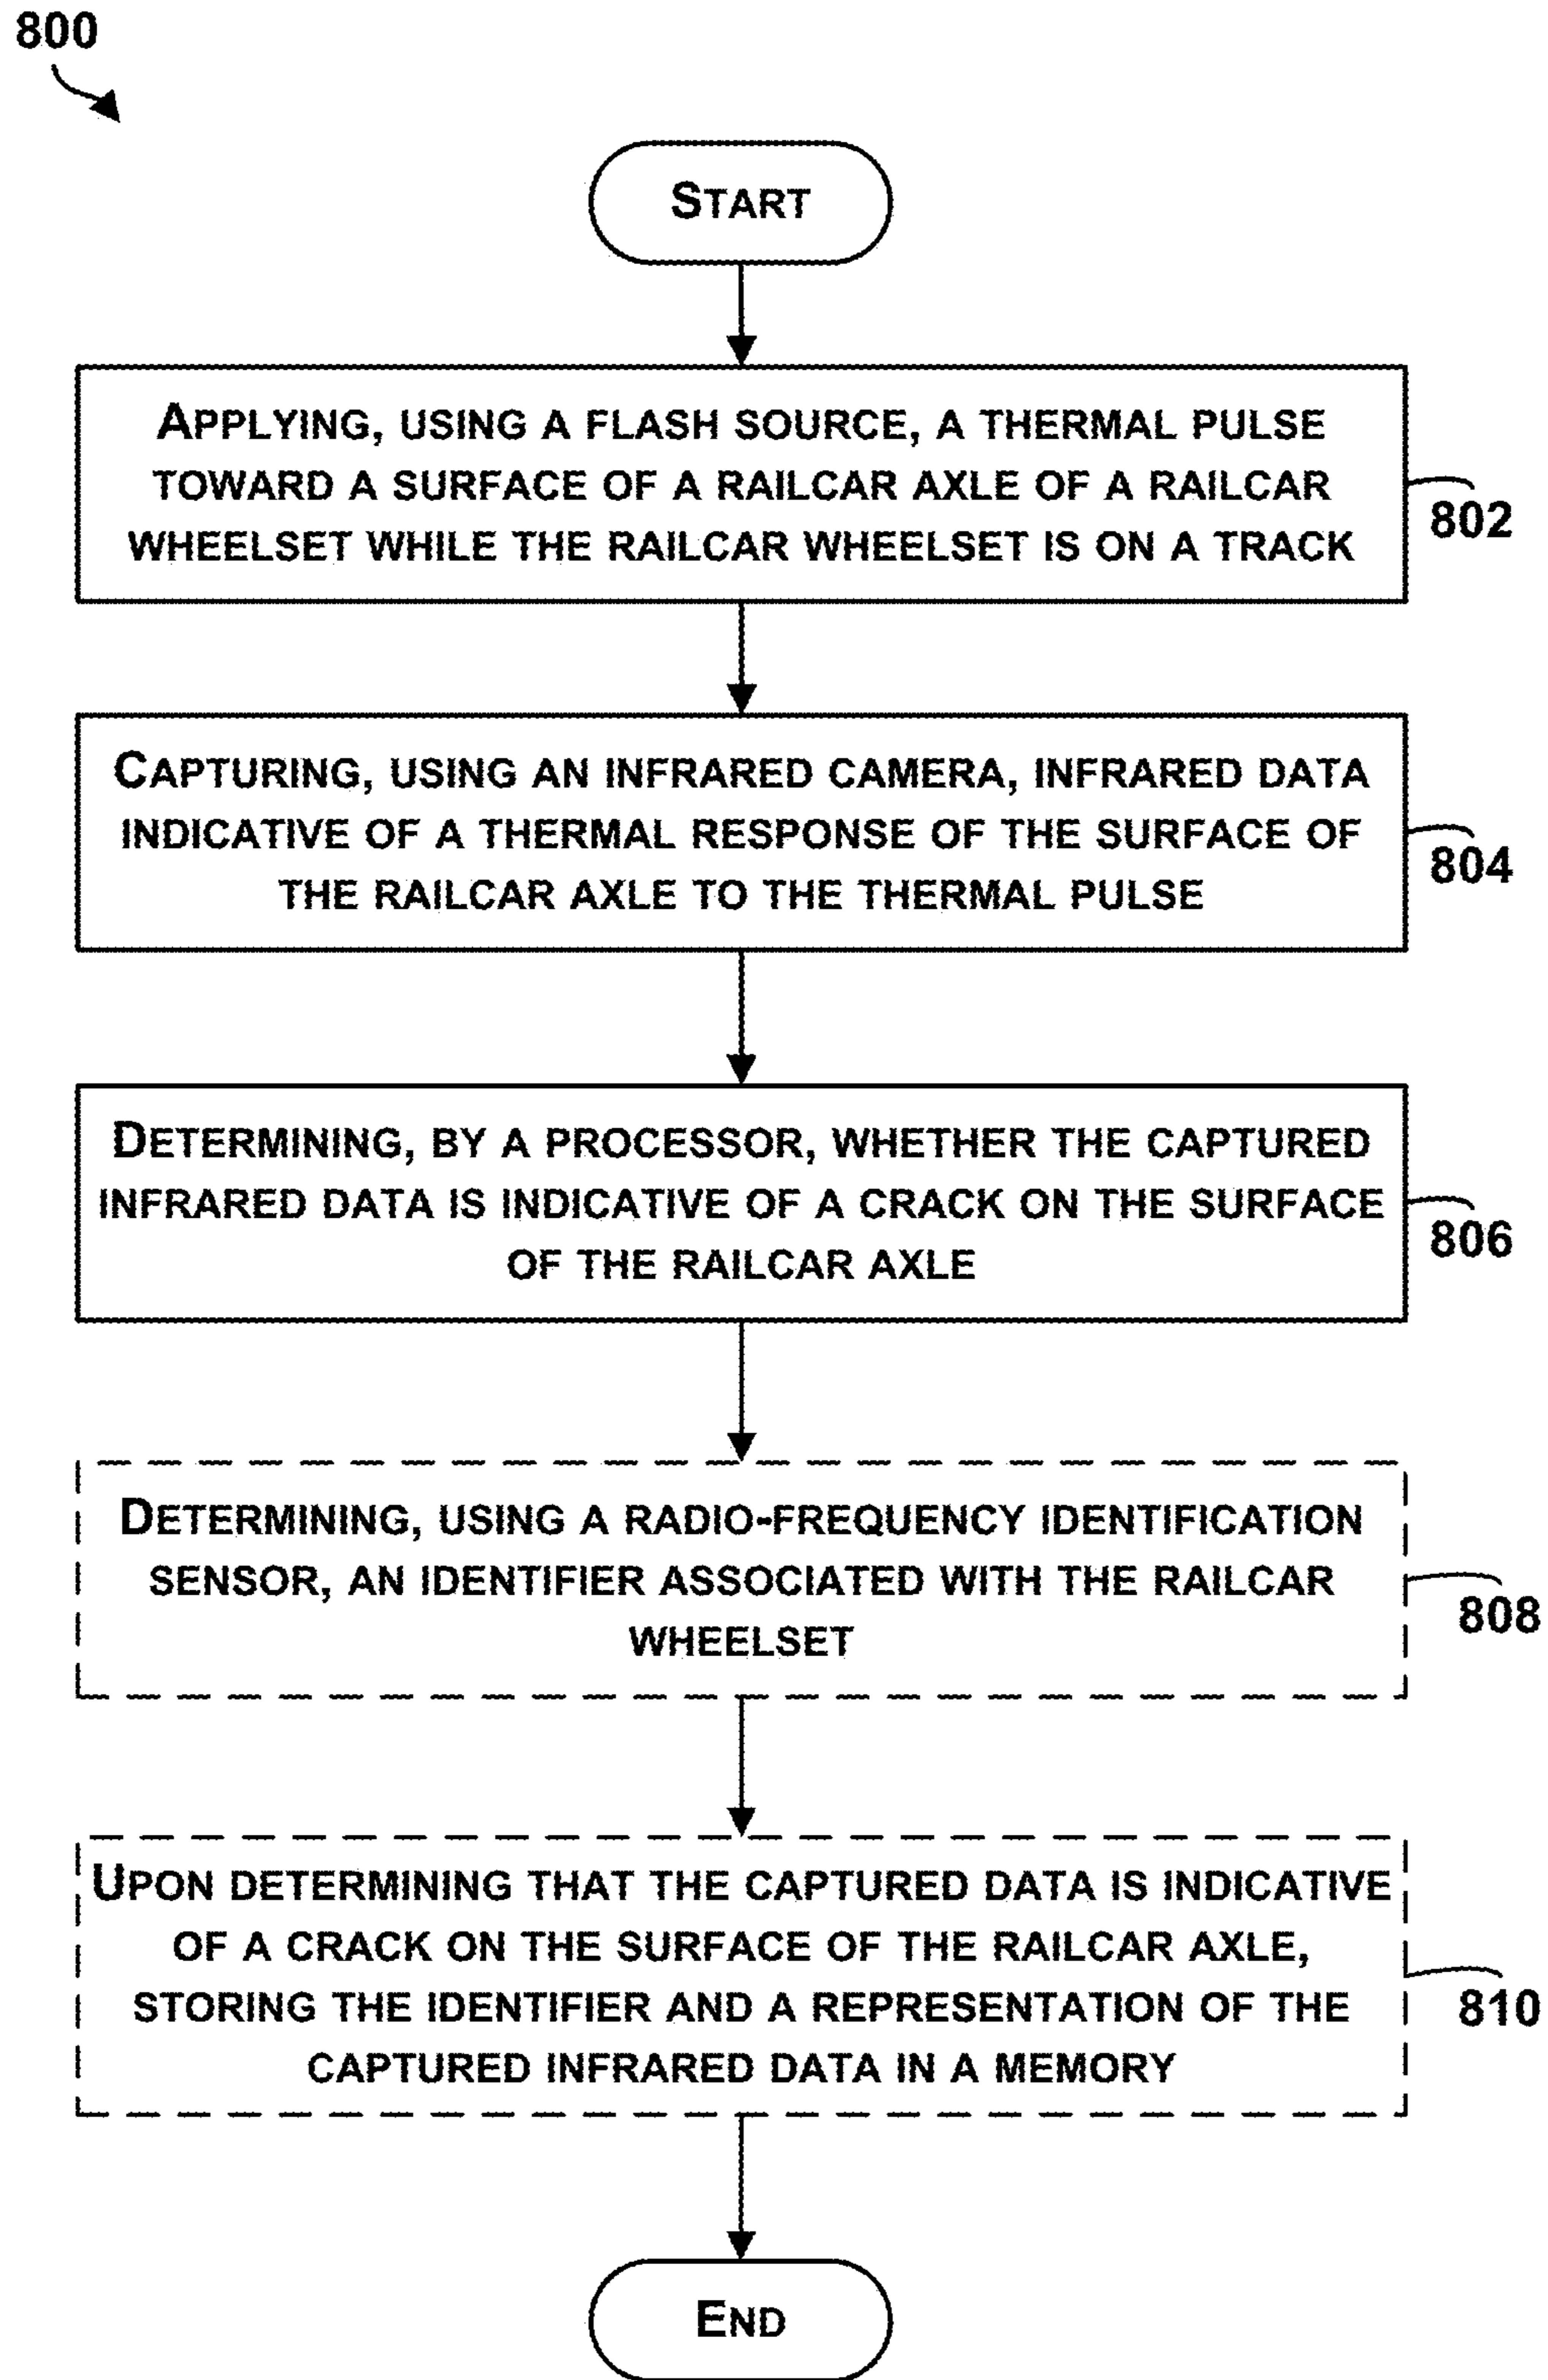 800
START
APPLYING, USING A FLASH SOURCE, A THERMAL PULSE
TOWARD A SURFACE OF A RAILCAR AXLE OF A RAILCAR
WHEELSET WHILE THE RAILCAR WHEELSET IS ON A TRACK
802
CAPTURING, USING AN INFRARED CAMERA, INFRARED DATA
INDICATIVE OF A THERMAL RESPONSE OF THE SURFACE OF
THE RAILCAR AXLE TO THE THERMAL PULSE
804
DETERMINING, BY A PROCESSOR, WHETHER THE CAPTURED
INFRARED DATA IS INDICATIVE OF A CRACK ON THE SURFACE
OF THE RAILCAR AXLE
806
DETERMINING, USING A RADIO-FREQUENCY IDENTIFICATION
SENSOR, AN IDENTIFIER ASSOCIATED WITH THE RAILCAR
WHEELSET
808
UPON DETERMINING THAT THE CAPTURED DATA IS INDICATIVE
OF A CRACK ON THE SURFACE OF THE RAILCAR AXLE,
STORING THE IDENTIFIER AND A REPRESENTATION OF THE
CAPTURED INFRARED DATA IN A MEMORY
810
END